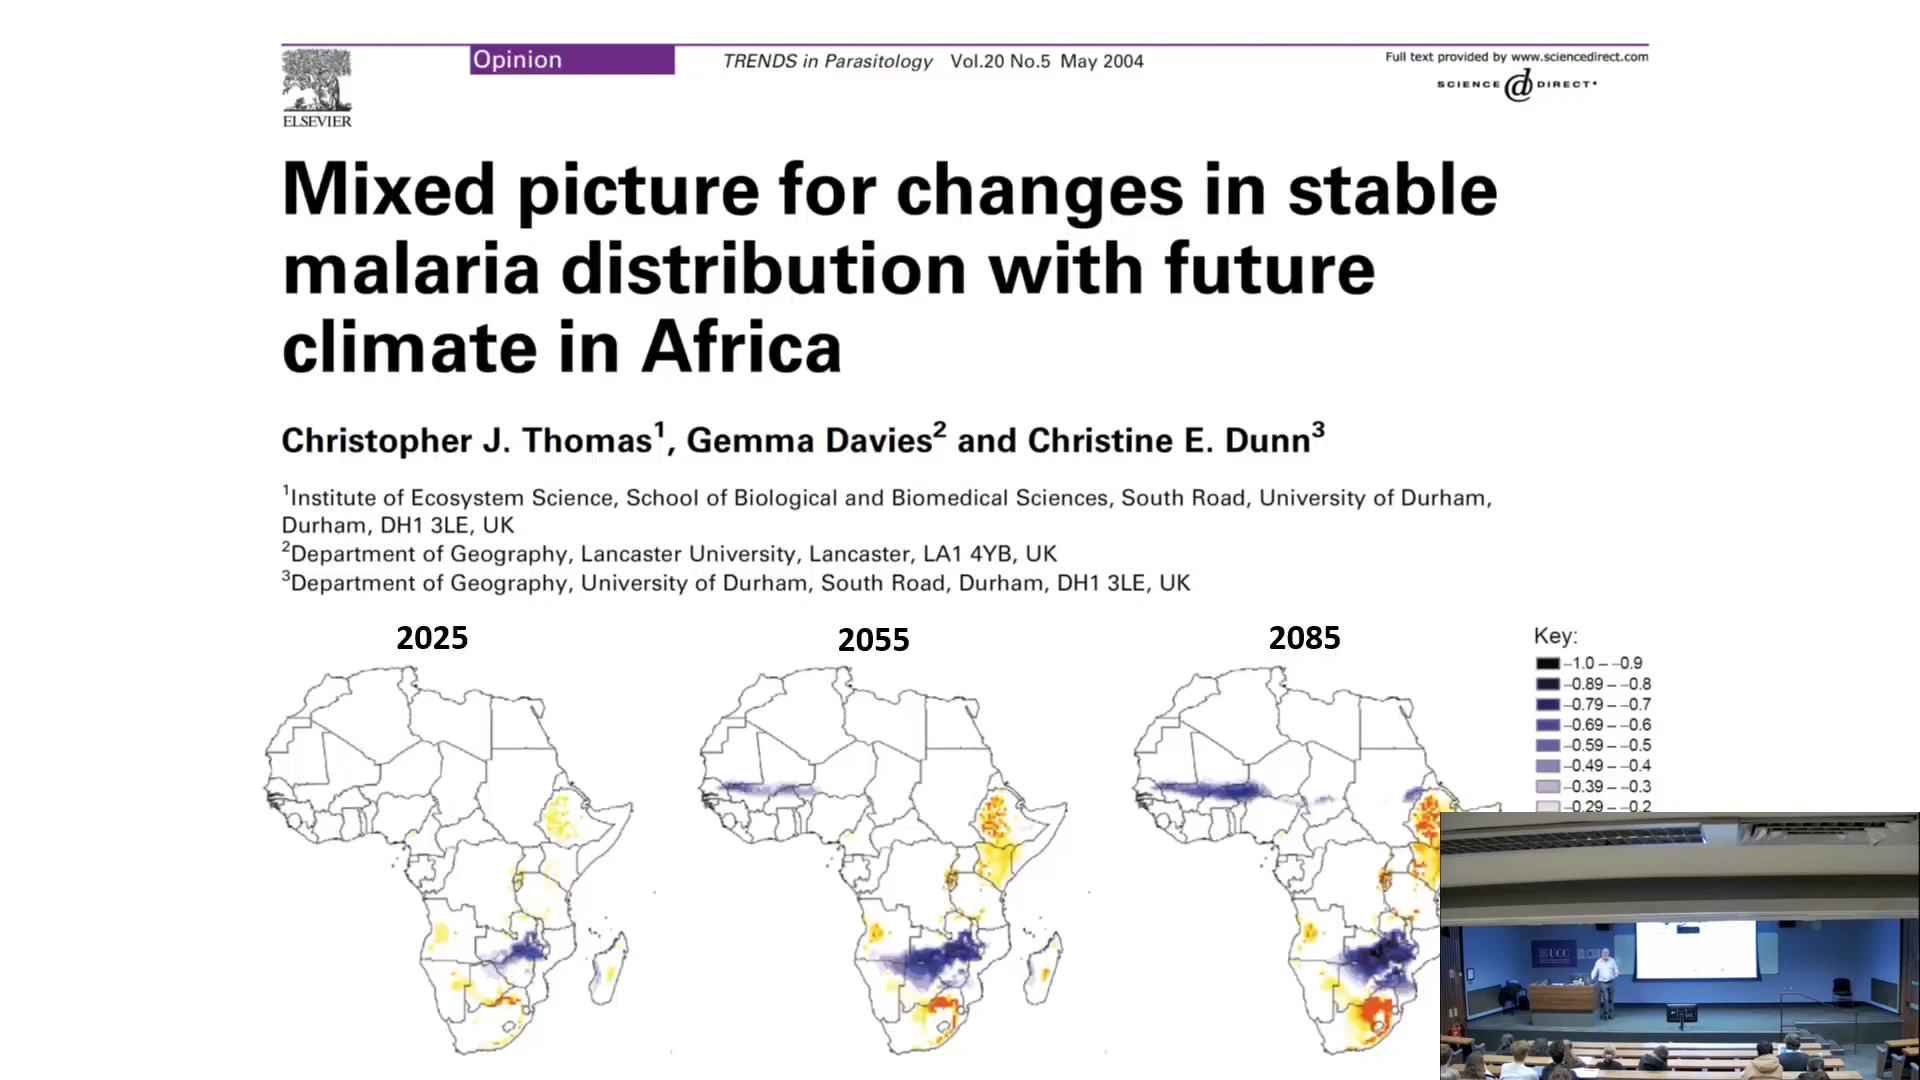 Opinion
TRENDS in Parasitology Vol.20 No.5 May 2004
Full text provided by www.sciencedirect.com
SCIENCE d DIRECT•
ELSEVIER
Mixed picture for changes in stable
malaria distribution with future
climate in Africa
Christopher J. Thomas1, Gemma Davies2 and Christine E. Dunn3
1Institute of Ecosystem Science, School of Biological and Biomedical Sciences, South Road, University of Durham,
Durham, DH1 3LE, UK
2Department of Geography, Lancaster University, Lancaster, LA1 4YB, UK
3Department of Geography, University of Durham, South Road, Durham, DH1 3LE, UK
2025
2055
2085
Key:
–1.0 – –0.9
–0.89 – –0.8
–0.79 – –0.7
–0.69 – –0.6
–0.59 – –0.5
–0.49 – –0.4
–0.39 – –0.3
–0.29 – –0.2
UCC